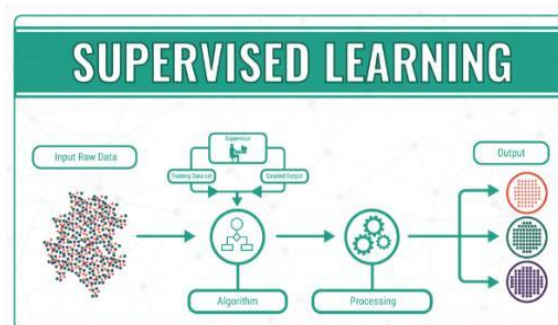 SUPERVISED LEARNING
Input Raw Data
Supervisor
Training Data set
Desired Output
Output
Algorithm
Processing